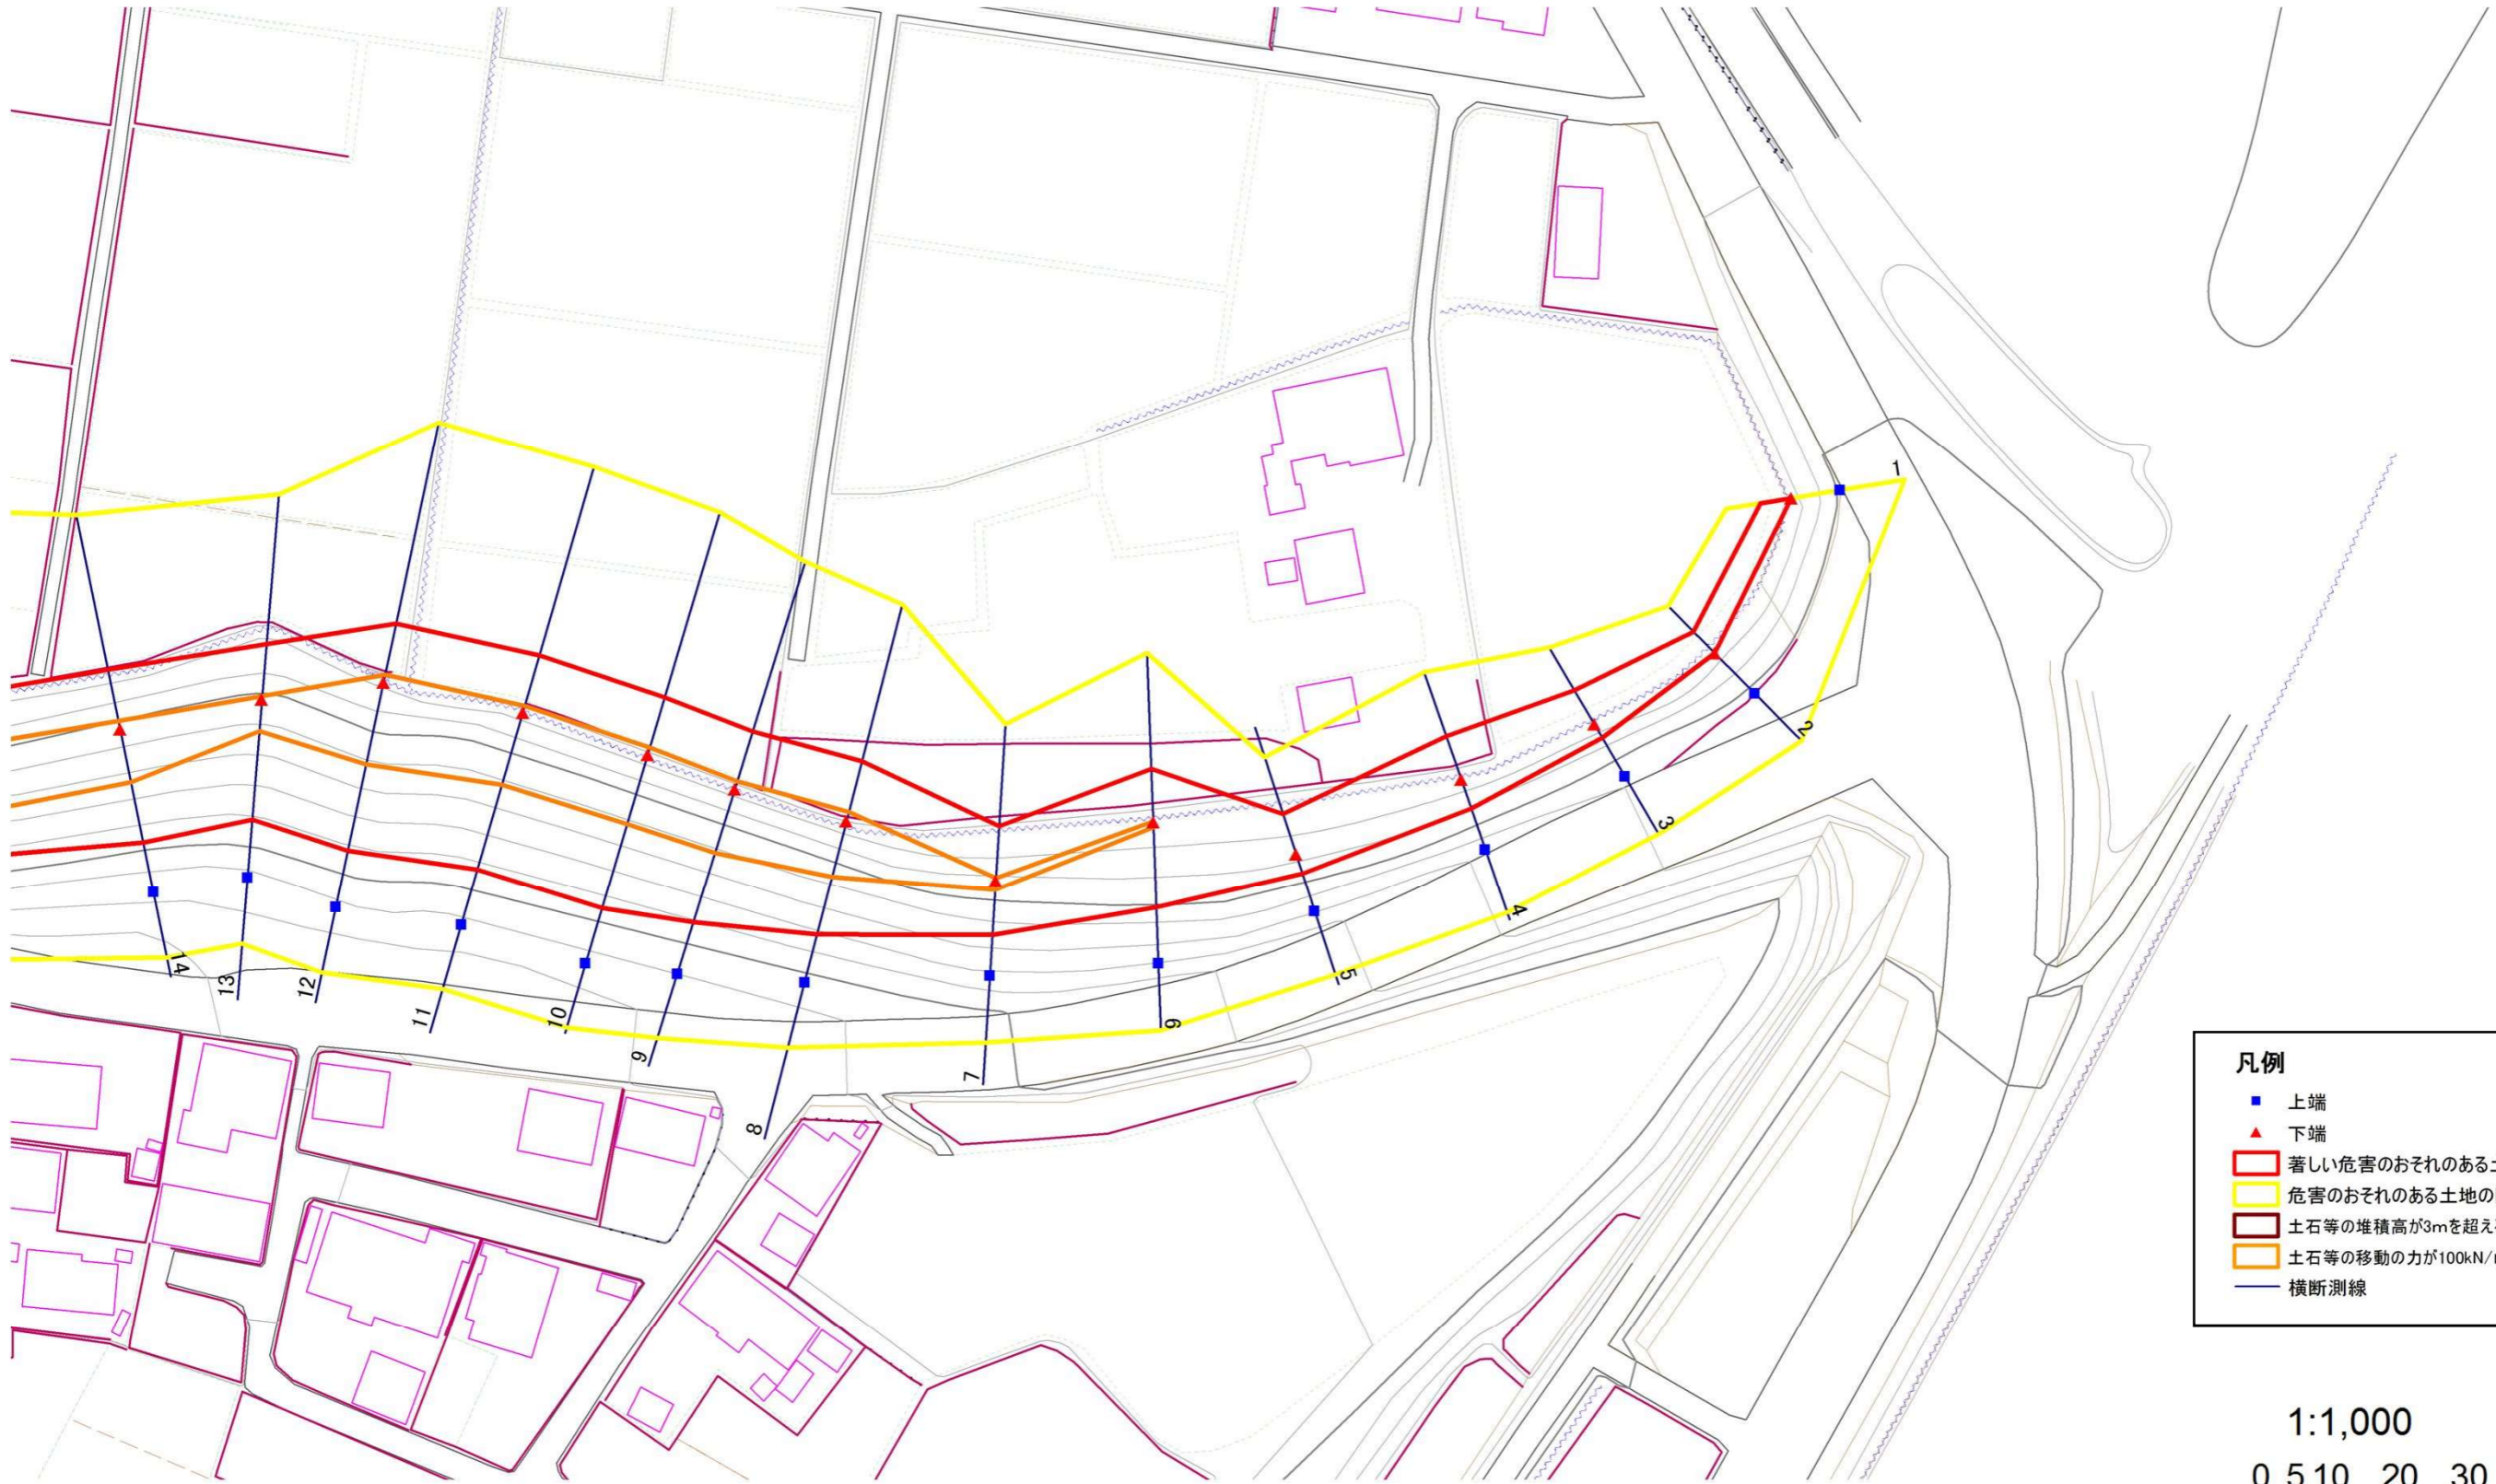 1
2
3
4
5
6
7
8
9
10
11
12
13
14
凡例
上端
下端
著しい危害のおそれのある土
危害のおそれのある土地の
土石等の堆積高が3mを超え
土石等の移動の力が100kN/
横断測線
1:1,000
0 5 10 20 30